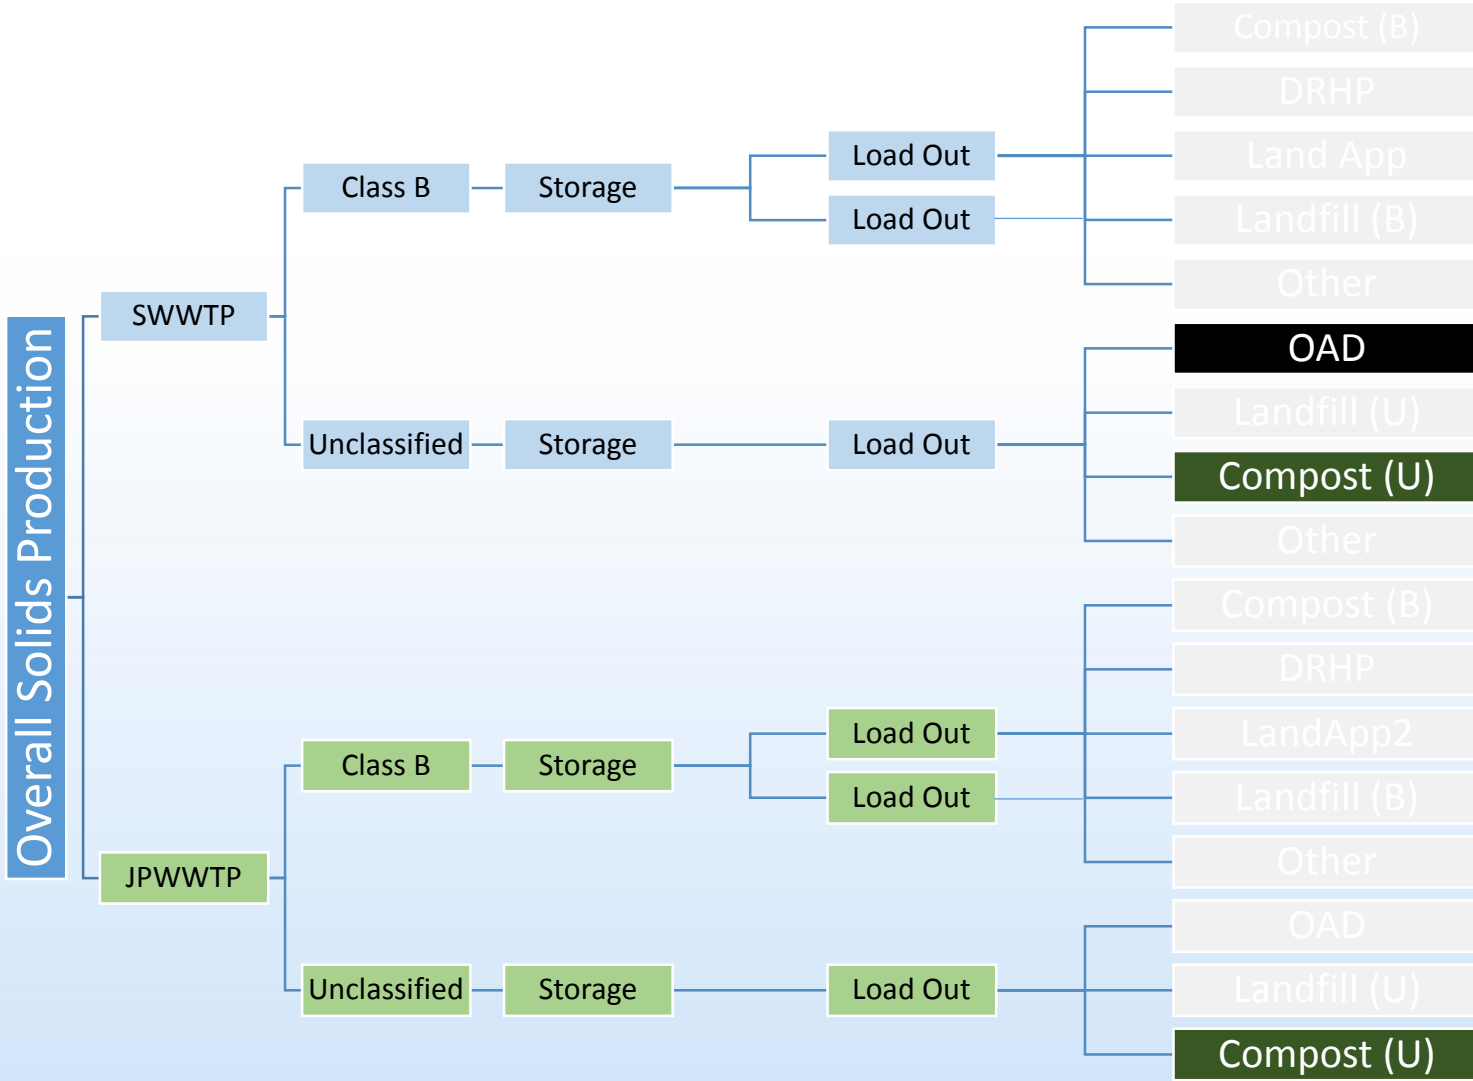 Overall Solids Production
SWWTP
Class B
Storage
Load Out
Load Out
Compost (B)
DRHP
Land App
Landfill (B)
Other
Unclassified
Storage
Load Out
OAD
Landfill (U)
Compost (U)
Other
JPWWTP
Class B
Storage
Load Out
Load Out
Compost (B)
DRHP
LandApp2
Landfill (B)
Other
Unclassified
Storage
Load Out
OAD
Landfill (U)
Compost (U)